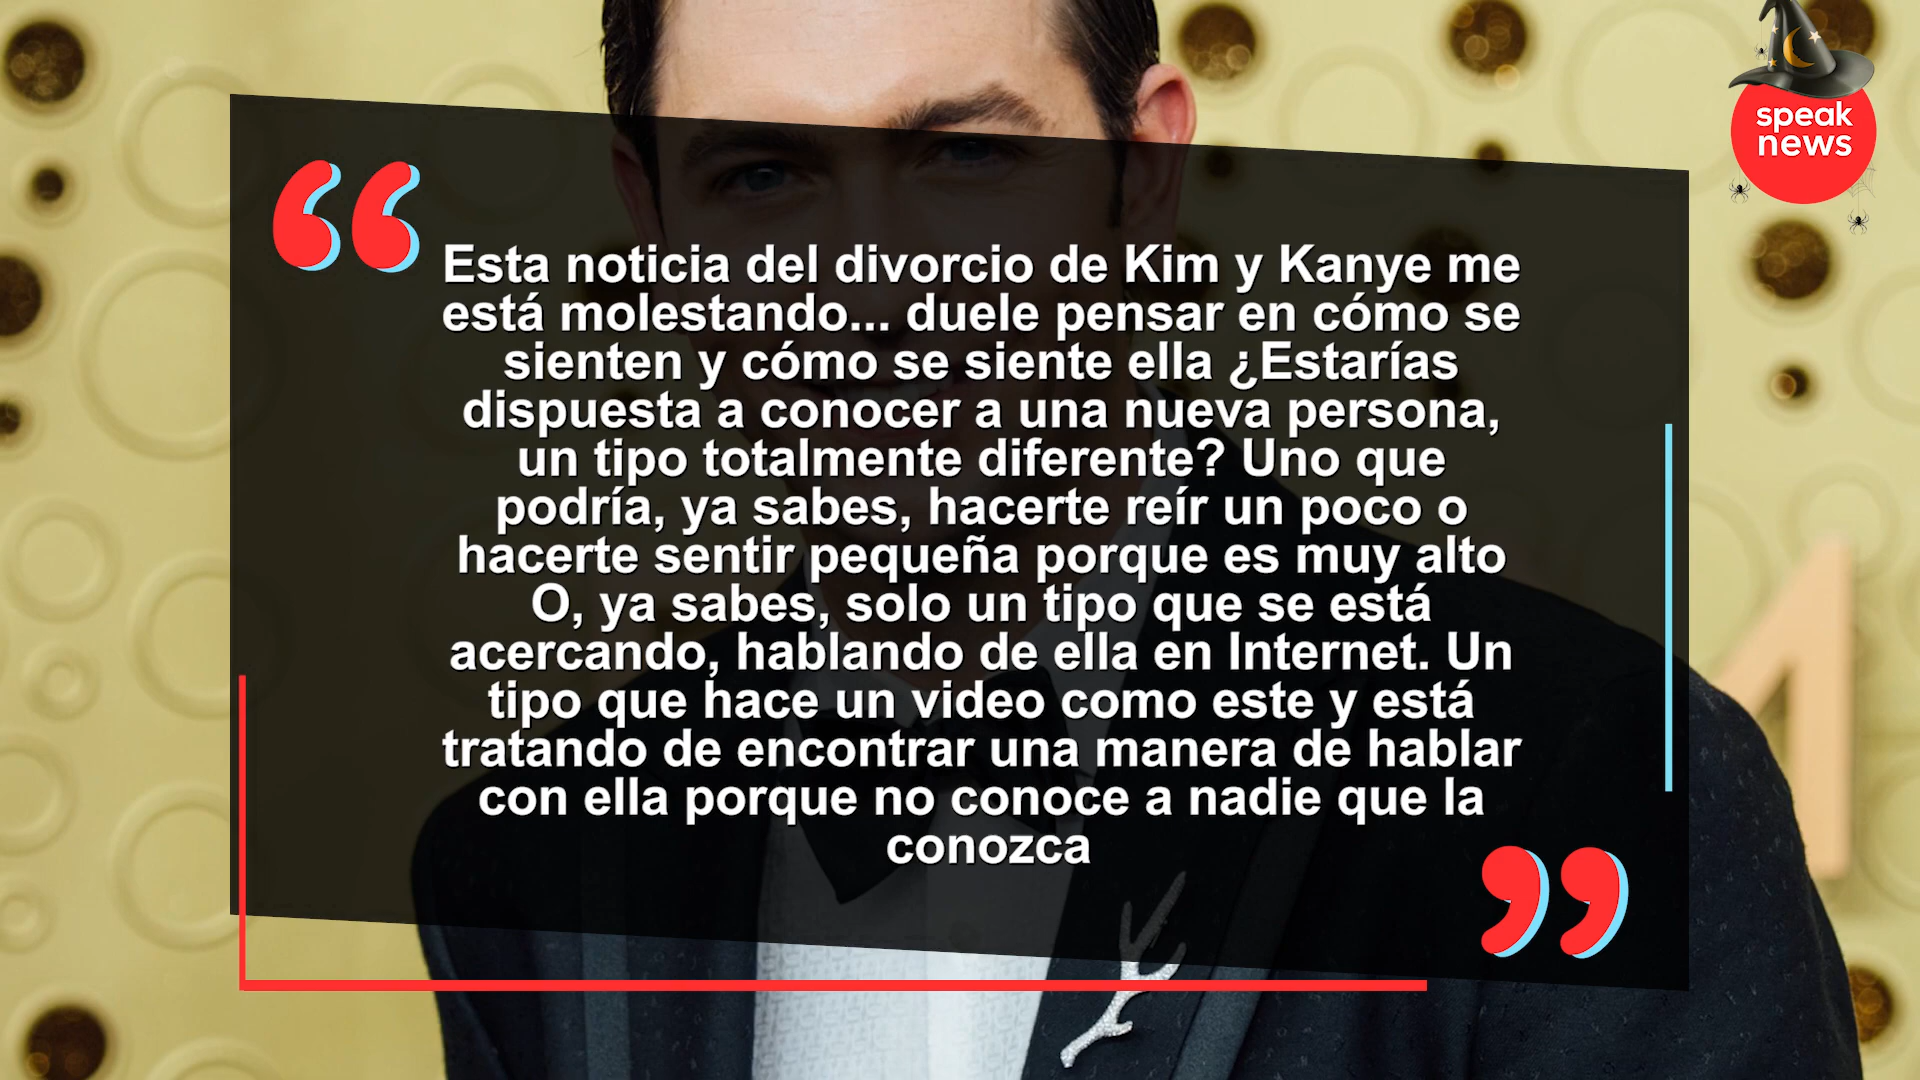 speak
news
Esta noticia del divorcio de Kim y Kanye me
está molestando... duele pensar en cómo se
sienten y cómo se siente ella ¿Estarías
dispuesta a conocer a una nueva persona,
un tipo totalmente diferente? Uno que
podría, ya sabes, hacerte reír un poco o
hacerte sentir pequeña porque es muy alto
O, ya sabes, solo un tipo que se está
acercando, hablando de ella en Internet. Un
tipo que hace un video como este y está
tratando de encontrar una manera de hablar
con ella porque no conoce a nadie que la
conozca